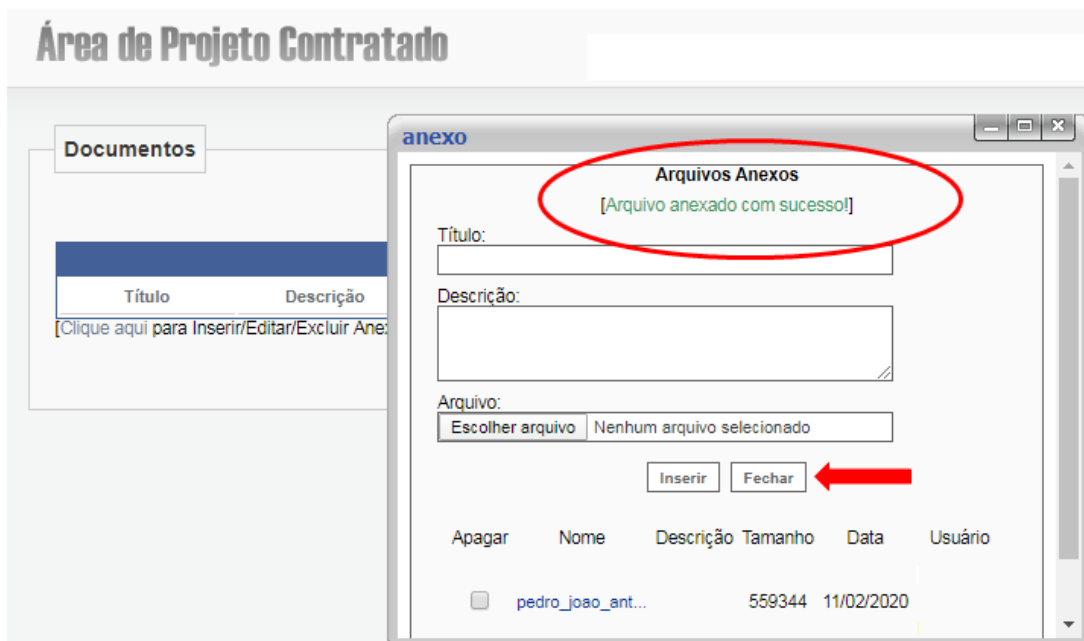 Área de Projeto Contratado
Documentos
Título Descrição
[Clique aqui para Inserir/Editar/Excluir Ane
anexo
Arquivos Anexos
[Arquivo anexado com sucesso!]
Título:
Descrição:
Arquivo:
Escolher arquivo Nenhum arquivo selecionado
Inserir Fechar
Apagar Nome Descrição Tamanho Data Usuário
pedro_joao_ant... 559344 11/02/2020